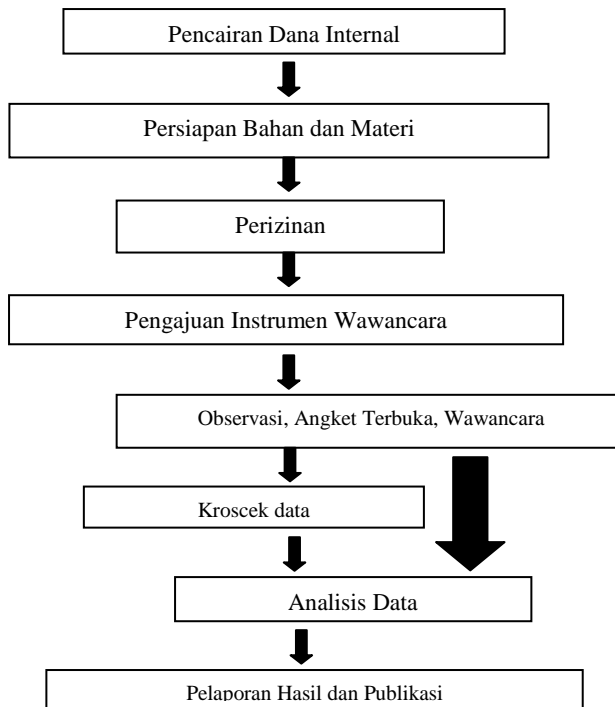 Pencairan Dana Internal
Persiapan Bahan dan Materi
Perizinan
Pengajuan Instrumen Wawancara
Observasi, Angket Terbuka, Wawancara
Kroscek data
Analisis Data
Pelaporan Hasil dan Publikasi